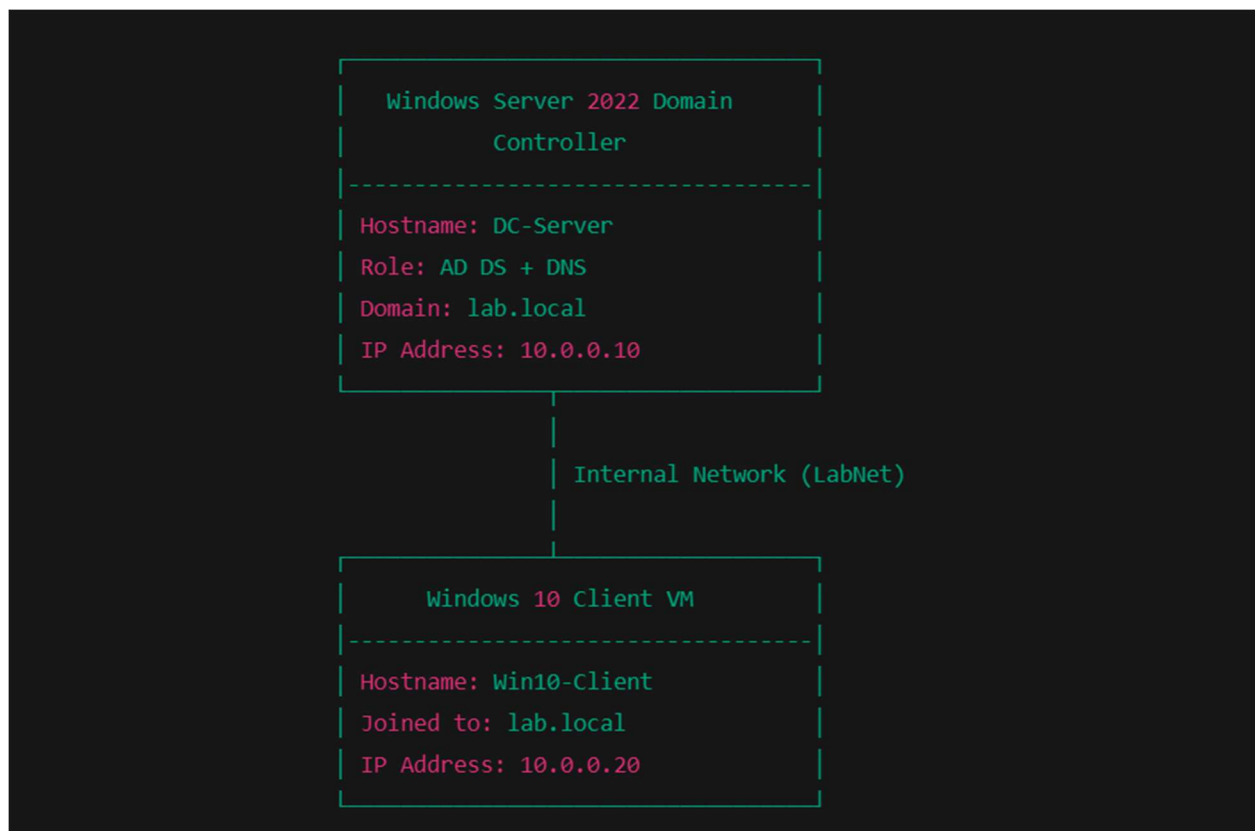 Windows Server 2022 Domain
Controller
Hostname: DC-Server
Role: AD DS + DNS
Domain: lab.local
IP Address: 10.0.0.10
Internal Network (LabNet)
Windows 10 Client VM
Hostname: Win10-Client
Joined to: lab.local
IP Address: 10.0.0.20